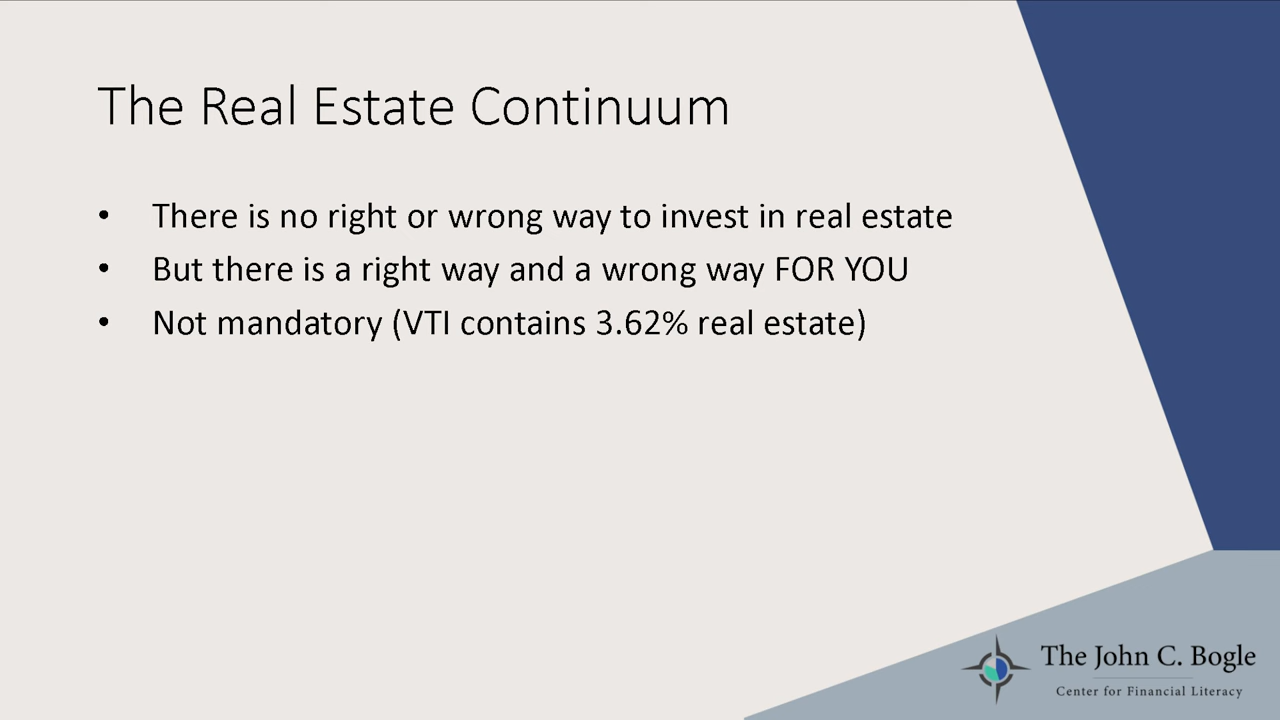 The Real Estate Continuum
• There is no right or wrong way to invest in real estate
• But there is a right way and a wrong way FOR YOU
• Not mandatory (VTI contains 3.62% real estate)
The John C. Bogle
Center for Financial Literacy